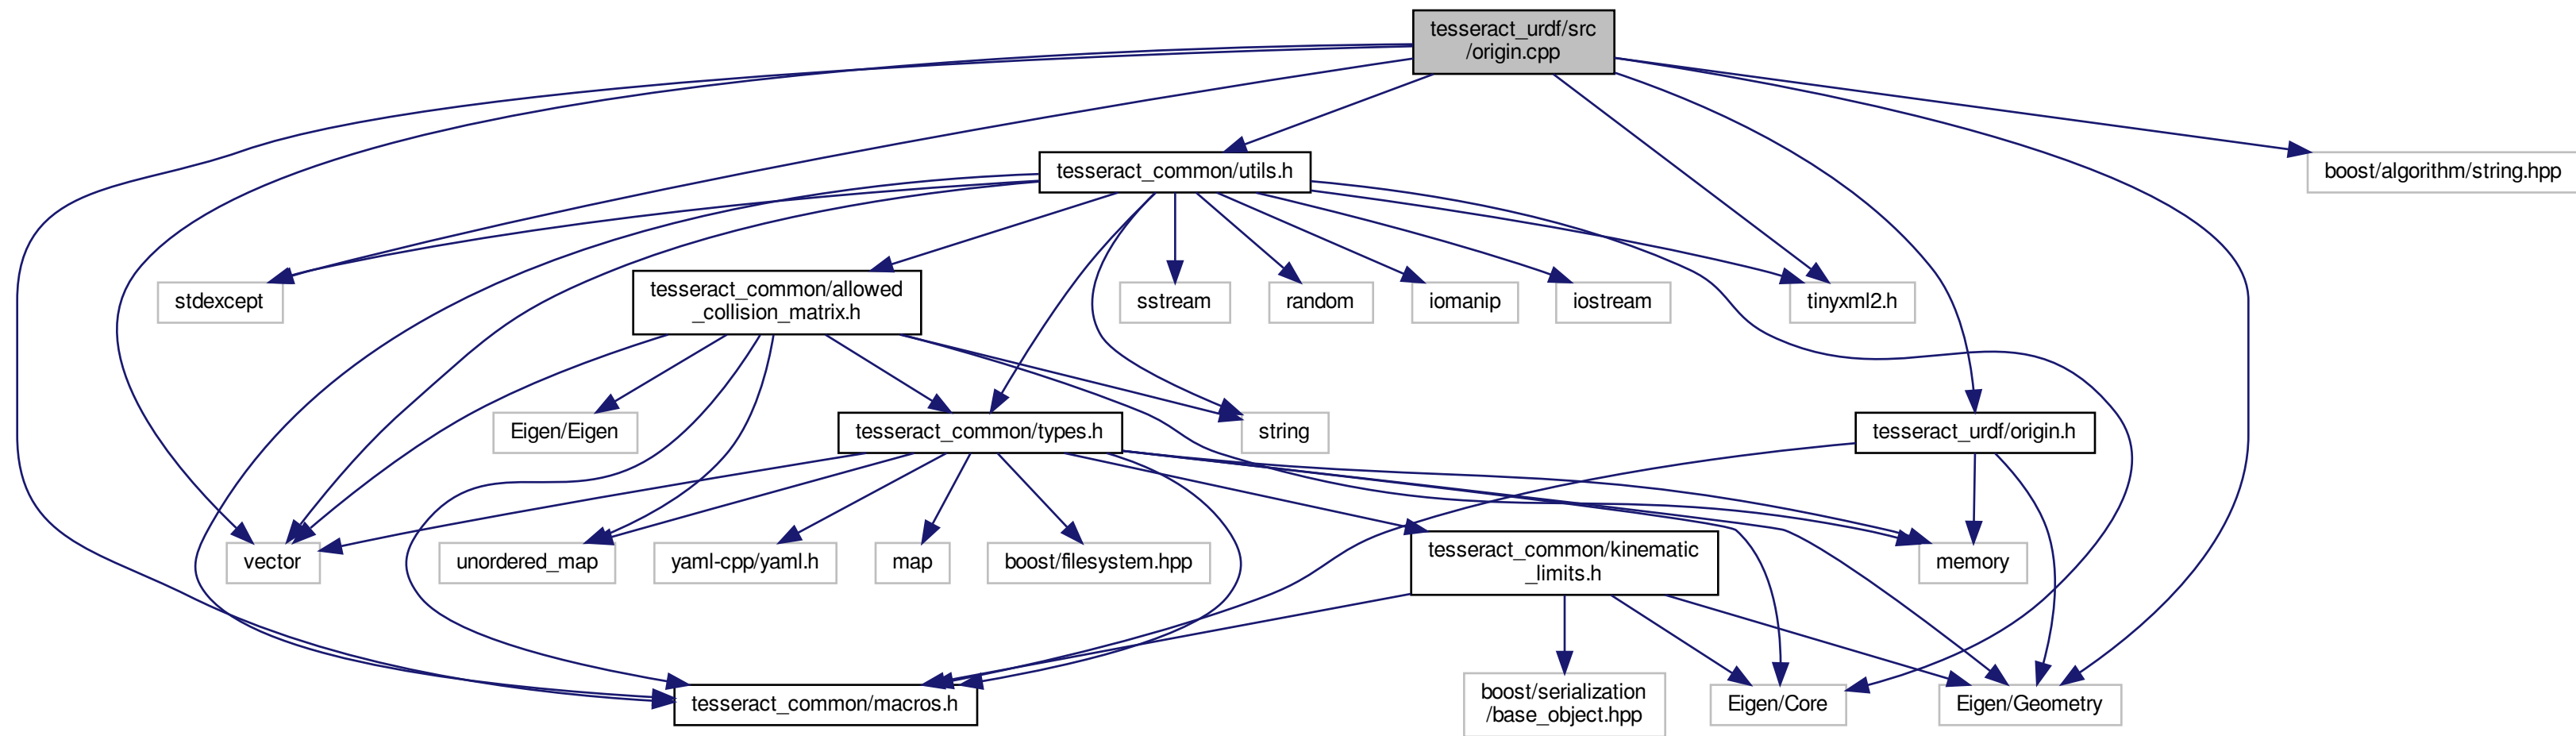 tesseract_urdf/src
/origin.cpp
tesseract_common/utils.h
boost/algorithm/string.hpp
stdexcept
tesseract_common/allowed
_collision_matrix.h
sstream
random
iomanip
iostream
tinyxml2.h
Eigen/Eigen
tesseract_common/types.h
string
tesseract_urdf/origin.h
vector
unordered_map
yaml-cpp/yaml.h
map
boost/filesystem.hpp
tesseract_common/kinematic
_limits.h
memory
tesseract_common/macros.h
boost/serialization
/base_object.hpp
Eigen/Core
Eigen/Geometry